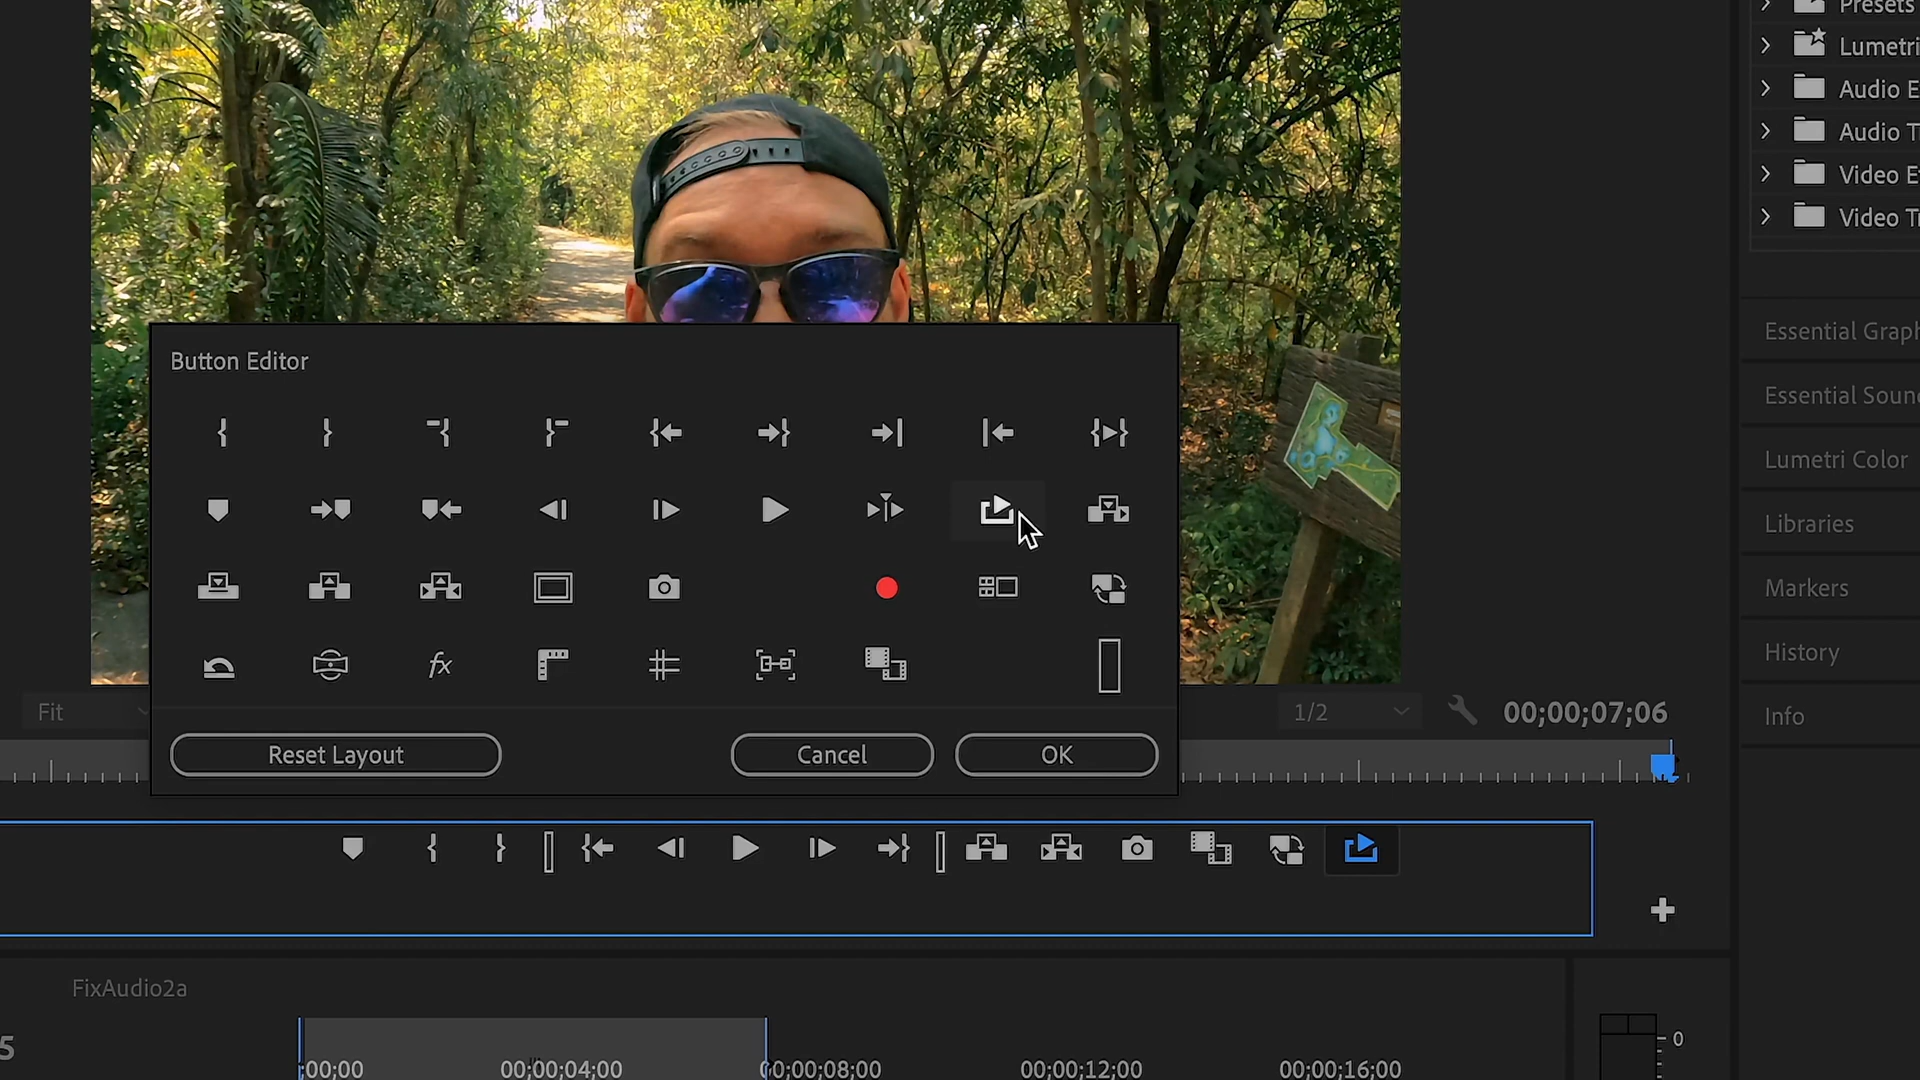 Presets
Lumetri
Audio E
Audio T
Video E
Video T
Button Editor
Essential Graph
Essential Soun
Lumetri Color
Libraries
Markers
History
Info
fx
Fit
1/2
00;00;07;06
Reset Layout
Cancel
OK
FixAudio2a
5
0
;00;00
00;00;04;00
00;00;08;00
00;00;12;00
00;00;16;00